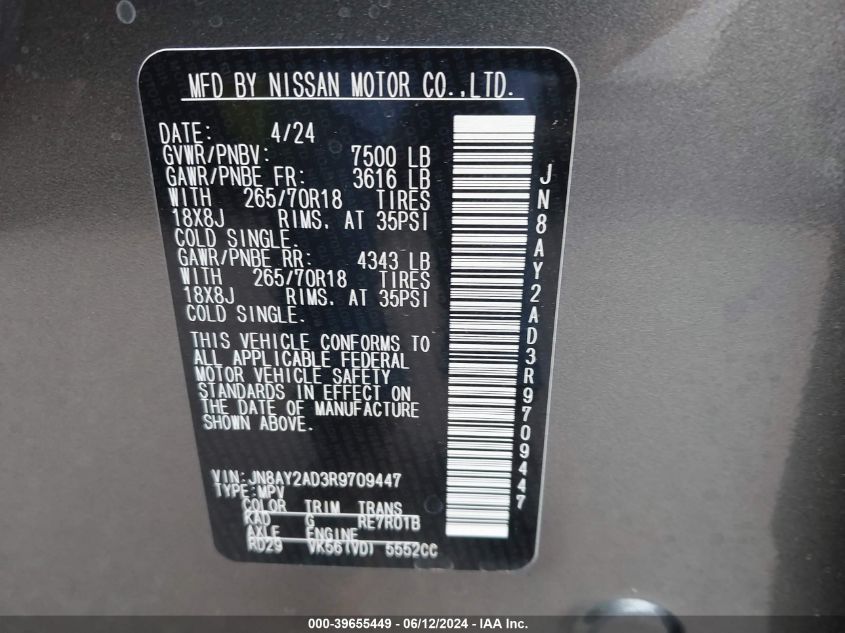 MFD BY NISSAN MOTOR CO.,LTD.
DATE: 4/24
GVWR/PNBV: 7500 LB
GAWR/PNBE FR: 3616 LB
WITH 265/70R18 TIRES
18X8J RIMS. AT 35PSI
COLD SINGLE.
GAWR/PNBE RR: 4343 LB
WITH 265/70R18 TIRES
18X8J RIMS. AT 35PSI
COLD SINGLE.
THIS VEHICLE CONFORMS TO
ALL APPLICABLE FEDERAL
MOTOR VEHICLE SAFETY
STANDARDS IN EFFECT ON
THE DATE OF MANUFACTURE
SHOWN ABOVE.
VIN:JN8AY2AD3R9709447
TYPE:MPV
COLOR TRIM TRANS
KAD G RE7R01B
AXLE ENGINE
RD29 VK56(VD) 5552CC
JN8AY2AD3R9709447
000-39655449 - 06/12/2024 - IAA Inc.